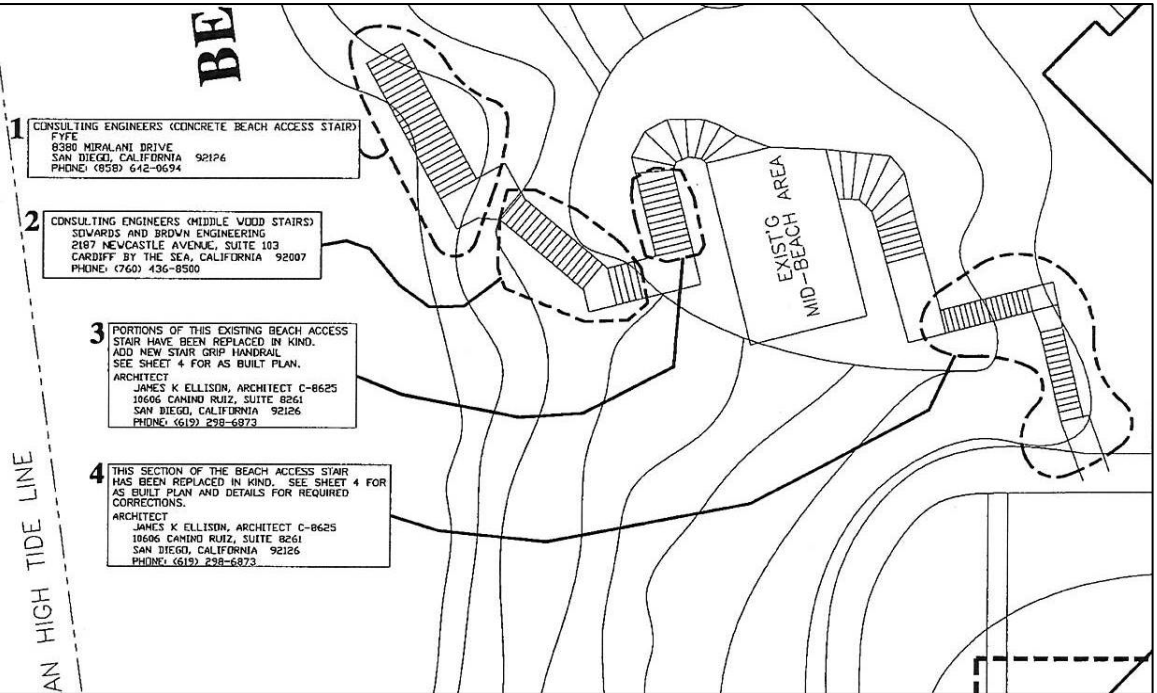 BE
1
CONSULTING ENGINEERS (CONCRETE BEACH ACCESS STAIR)
FYFE
8380 MIRALANI DRIVE
SAN DIEGO, CALIFORNIA 92126
PHONE: (858) 642-0694
2
CONSULTING ENGINEERS (MIDDLE WOOD STAIRS)
SOWARDS AND BROWN ENGINEERING
2187 NEWCASTLE AVENUE, SUITE 103
CARDIFF BY THE SEA, CALIFORNIA 92007
PHONE: (760) 436-8500
3
PORTIONS OF THIS EXISTING BEACH ACCESS
STAIR HAVE BEEN REPLACED IN KIND.
ADD NEW STAIR GRIP HANDRAIL
SEE SHEET 4 FOR AS BUILT PLAN.
ARCHITECT
JAMES K ELLISON, ARCHITECT C-8625
10606 CAMINO RUIZ, SUITE 8261
SAN DIEGO, CALIFORNIA 92126
PHONE: (619) 298-6873
4
THIS SECTION OF THE BEACH ACCESS STAIR
HAS BEEN REPLACED IN KIND. SEE SHEET 4 FOR
AS BUILT PLAN AND DETAILS FOR REQUIRED
CORRECTIONS.
ARCHITECT
JAMES K ELLISON, ARCHITECT C-8625
10606 CAMINO RUIZ, SUITE 8261
SAN DIEGO, CALIFORNIA 92126
PHONE: (619) 298-6873
EXIST'G
MID-BEACH AREA
AN HIGH TIDE LINE